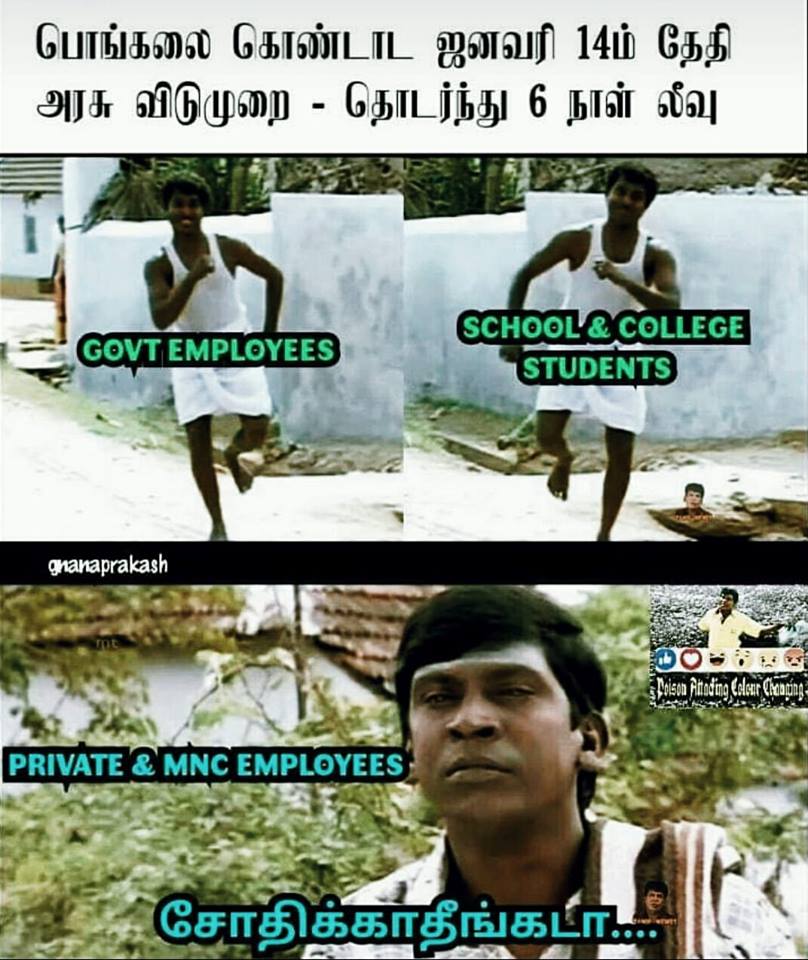 பொங்கலை கொண்டாட ஜனவரி 14ம் தேதி
அரசு விடுமுறை - தொடர்ந்து 6 நாள் லீவு
GOVT EMPLOYEES
SCHOOL & COLLEGE
STUDENTS
gnanaprakash
Poison Attading Colour Changing
PRIVATE & MNC EMPLOYEES
சோதிக்காதீங்கடா....